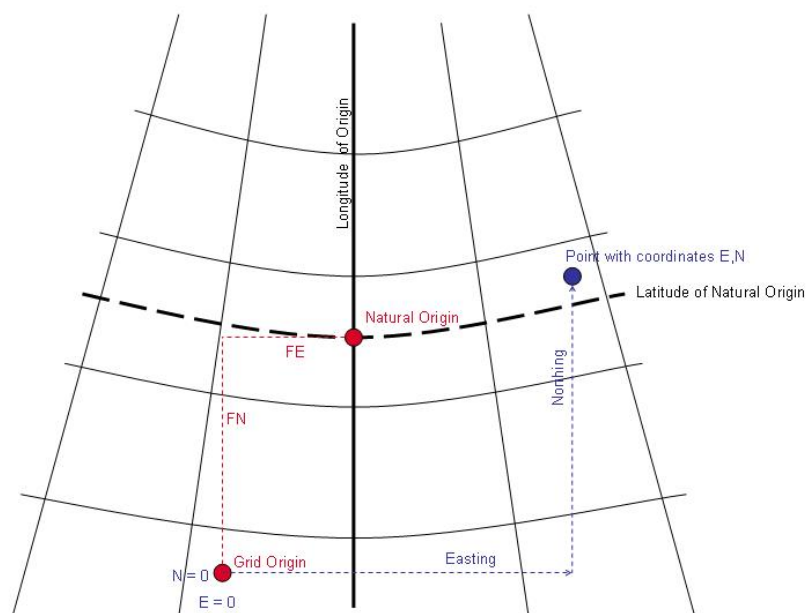 Longitude of Origin
Point with coordinates E,N
Latitude of Natural Origin
Natural Origin
FE
Northing
FN
Grid Origin
Easting
N = 0
E = 0